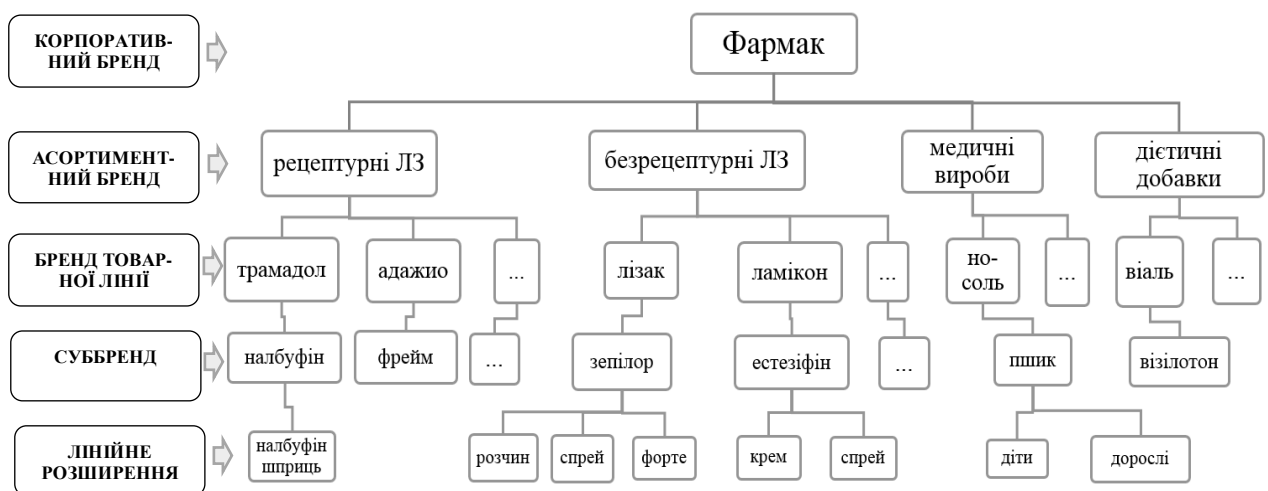 КОРПОРАТИВ-
НИЙ БРЕНД
Фармак
АСОРТИМЕНТ-
НИЙ БРЕНД
рецептурні ЛЗ
безрецептурні ЛЗ
медичні
вироби
дієтичні
добавки
БРЕНД ТОВАР-
НОЇ ЛІНІЇ
трамадол
адажио
...
лізак
ламікон
...
но-
соль
...
віаль
...
СУББРЕНД
налбуфін
фрейм
...
зепілор
естезіфін
...
пшик
візілотон
ЛІНІЙНЕ
РОЗШИРЕННЯ
налбуфін
шприць
розчин
спрей
форте
крем
спрей
діти
дорослі